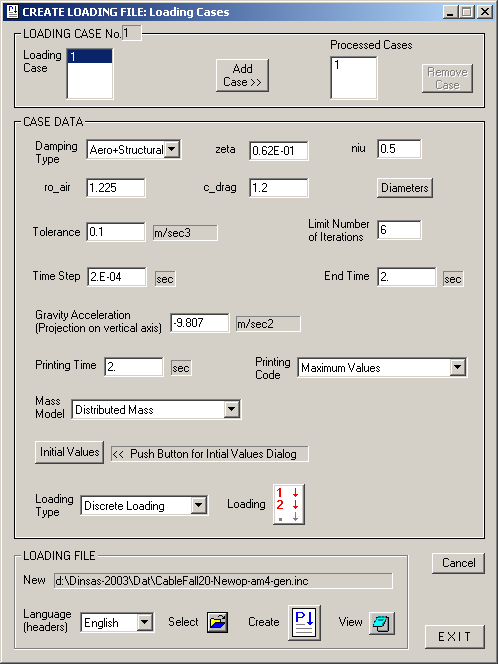 CREATE LOADING FILE: Loading Cases
LOADING CASE No. 1
Loading Case
1
Add Case >>
Processed Cases
1
Remove Case
CASE DATA
Damping Type
Aero+Structural
zeta
0.62E-01
niu
0.5
ro_air
1.225
c_drag
1.2
Diameters
Tolerance
0.1
m/sec3
Limit Number of Iterations
6
Time Step
2.E-04
sec
End Time
2.
sec
Gravity Acceleration
(Projection on vertical axis)
-9.807
m/sec2
Printing Time
2.
sec
Printing Code
Maximum Values
Mass Model
Distributed Mass
Initial Values
<< Push Button for Intial Values Dialog
Loading Type
Discrete Loading
Loading
1
2
LOADING FILE
New
d:\Dinsas-2003\Dat\CableFall20-Newop-am4-gen.inc
Language (headers)
English
Select
Create
View
Cancel
EXIT